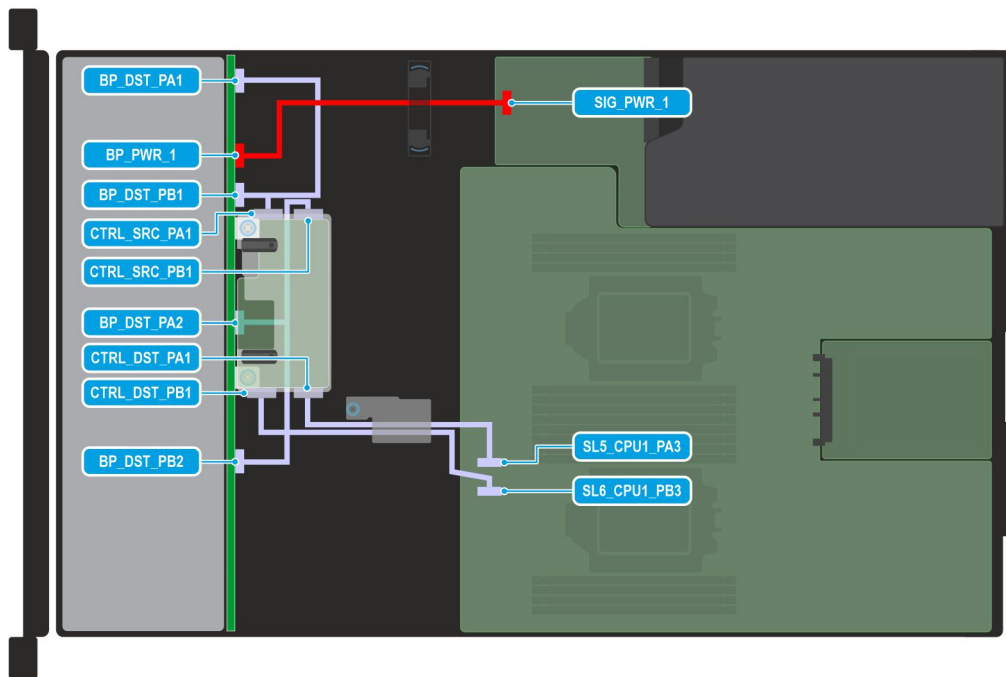 BP_DST_PA1
SIG_PWR_1
BP_PWR_1
BP_DST_PB1
CTRL_SRC_PA1
CTRL_SRC_PB1
BP_DST_PA2
CTRL_DST_PA1
CTRL_DST_PB1
SL5_CPU1_PA3
BP_DST_PB2
SL6_CPU1_PB3